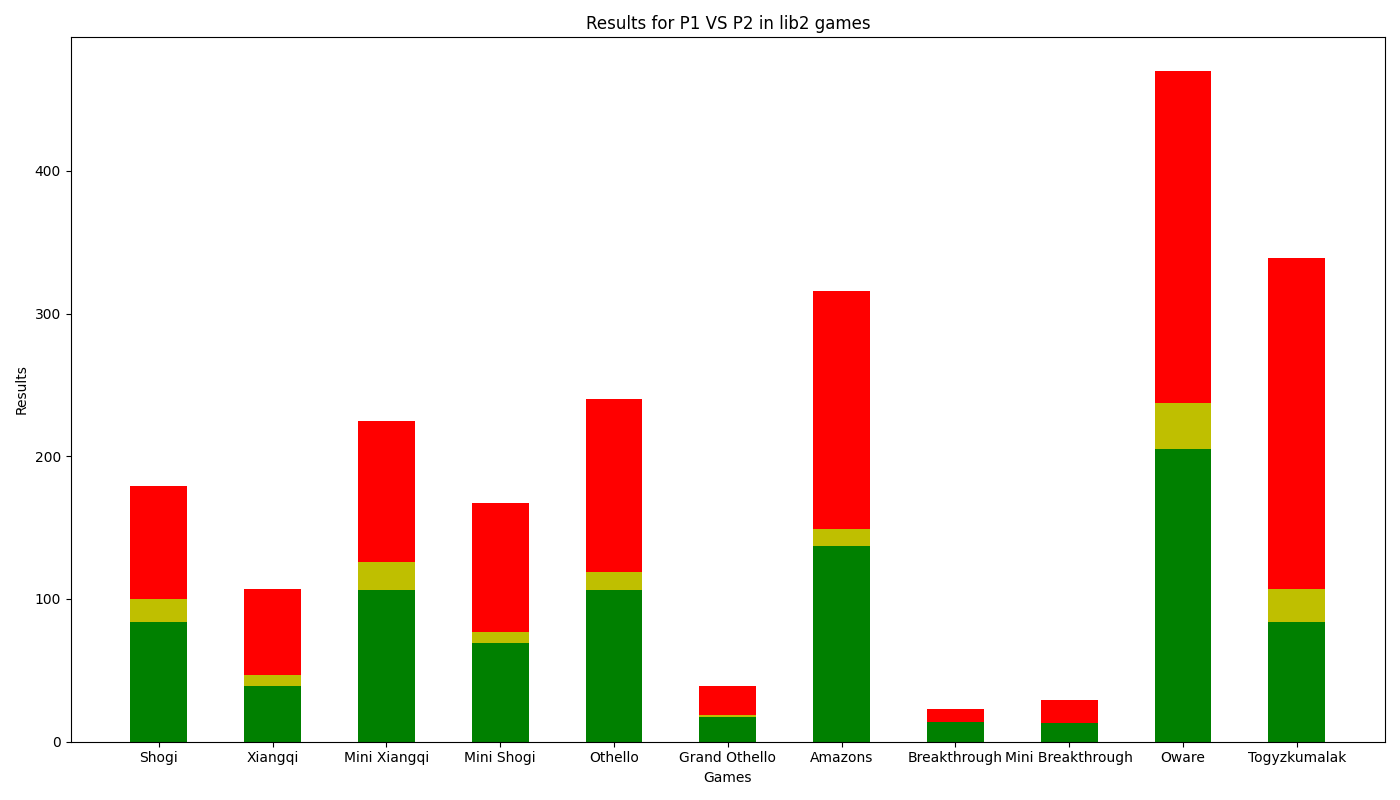 Results for P1 VS P2 in lib2 games
Results
400
300
200
100
0
Shogi Xiangqi Mini Xiangqi Mini Shogi Othello Grand Othello Amazons Breakthrough Mini Breakthrough Oware Togyzkumalak
Games